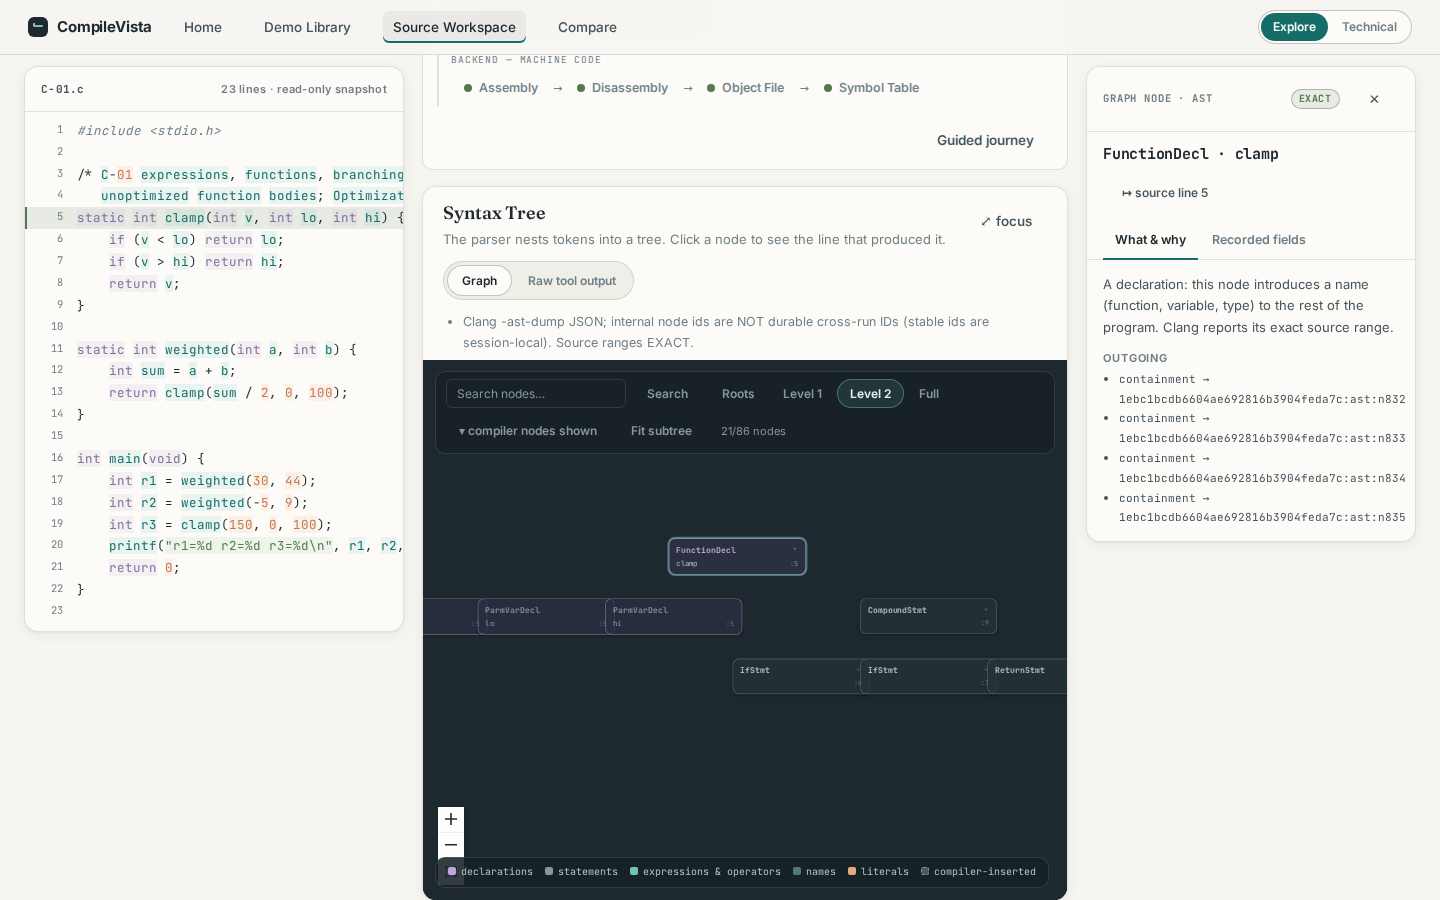 CompileVista
Home
Demo Library
Source Workspace
Compare
Explore
Technical
C-01.c
23 lines · read-only snapshot
1 #include <stdio.h>
2
3 /* C-01 expressions, functions, branching
4 unoptimized function bodies; Optimizat
5 static int clamp(int v, int lo, int hi) {
6 if (v < lo) return lo;
7 if (v > hi) return hi;
8 return v;
9 }
10
11 static int weighted(int a, int b) {
12 int sum = a + b;
13 return clamp(sum / 2, 0, 100);
14 }
15
16 int main(void) {
17 int r1 = weighted(30, 44);
18 int r2 = weighted(-5, 9);
19 int r3 = clamp(150, 0, 100);
20 printf("r1=%d r2=%d r3=%d\n", r1, r2,
21 return 0;
22 }
23
BACKEND — MACHINE CODE
Assembly → Disassembly → Object File → Symbol Table
Guided journey
Syntax Tree
The parser nests tokens into a tree. Click a node to see the line that produced it.
⤢ focus
Graph
Raw tool output
• Clang -ast-dump JSON; internal node ids are NOT durable cross-run IDs (stable ids are
session-local). Source ranges EXACT.
Search nodes...
Search
Roots
Level 1
Level 2
Full
▾ compiler nodes shown
Fit subtree
21/86 nodes
FunctionDecl
clamp :5
ParmVarDecl
lo
ParmVarDecl
hi :5
CompoundStmt
:9
IfStmt
IfStmt
ReturnStmt
+
−
declarations
statements
expressions & operators
names
literals
compiler-inserted
GRAPH NODE · AST
EXACT
×
FunctionDecl · clamp
↦ source line 5
What & why
Recorded fields
A declaration: this node introduces a name
(function, variable, type) to the rest of the
program. Clang reports its exact source range.
OUTGOING
• containment →
1ebc1bcdb6604ae692816b3904feda7c:ast:n832
• containment →
1ebc1bcdb6604ae692816b3904feda7c:ast:n833
• containment →
1ebc1bcdb6604ae692816b3904feda7c:ast:n834
• containment →
1ebc1bcdb6604ae692816b3904feda7c:ast:n835